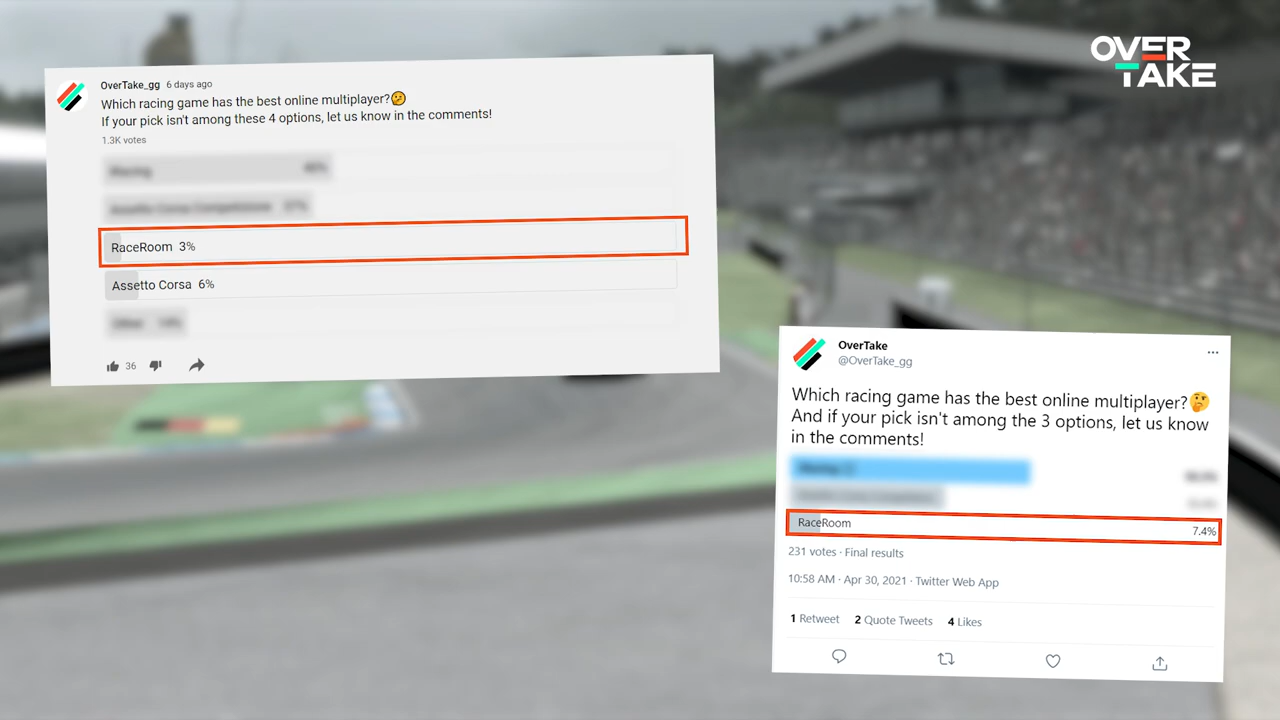 OVER
TAKE
OverTake_gg 6 days ago
Which racing game has the best online multiplayer?🤔
If your pick isn't among these 4 options, let us know in the comments!
1.3K votes
RaceRoom 3%
Assetto Corsa 6%
36
OverTake
@OverTake_gg
Which racing game has the best online multiplayer?🤔
And if your pick isn't among the 3 options, let us know
in the comments!
RaceRoom 7.4%
231 votes · Final results
10:58 AM · Apr 30, 2021 · Twitter Web App
1 Retweet 2 Quote Tweets 4 Likes